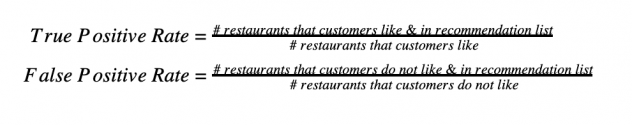 True Positive Rate = # restaurants that customers like & in recommendation list
# restaurants that customers like
False Positive Rate = # restaurants that customers do not like & in recommendation list
# restaurants that customers do not like